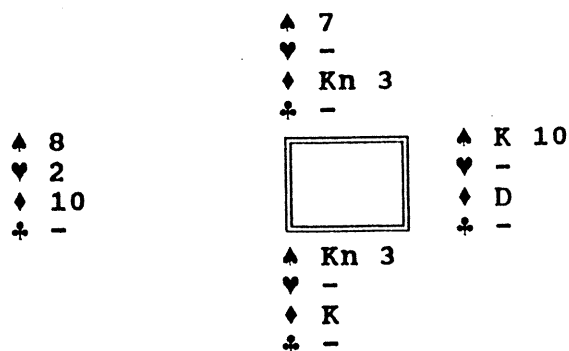 ♠ 7
♥ -
♦ Kn 3
♣ -
♠ 8
♥ 2
♦ 10
♣ -
♠ K 10
♥ -
♦ D
♣ -
♠ Kn 3
♥ -
♦ K
♣ -